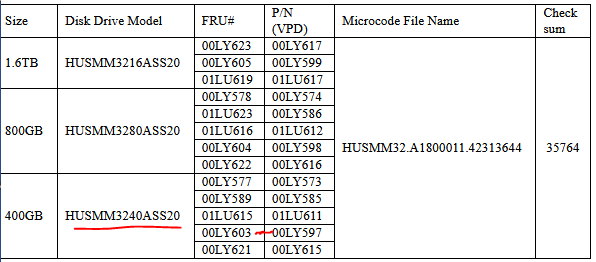 Size Disk Drive Model FRU# P/N (VPD) Microcode File Name Check sum
1.6TB HUSMM3216ASS20 00LY623 00LY617 HUSMM32.A1800011.42313644 35764
00LY605 00LY599
01LU619 01LU617
800GB HUSMM3280ASS20 00LY578 00LY574
01LU623 00LY586
01LU616 01LU612
00LY604 00LY598
00LY622 00LY616
400GB HUSMM3240ASS20 00LY577 00LY573
00LY589 00LY585
01LU615 01LU611
00LY603 00LY597
00LY621 00LY615